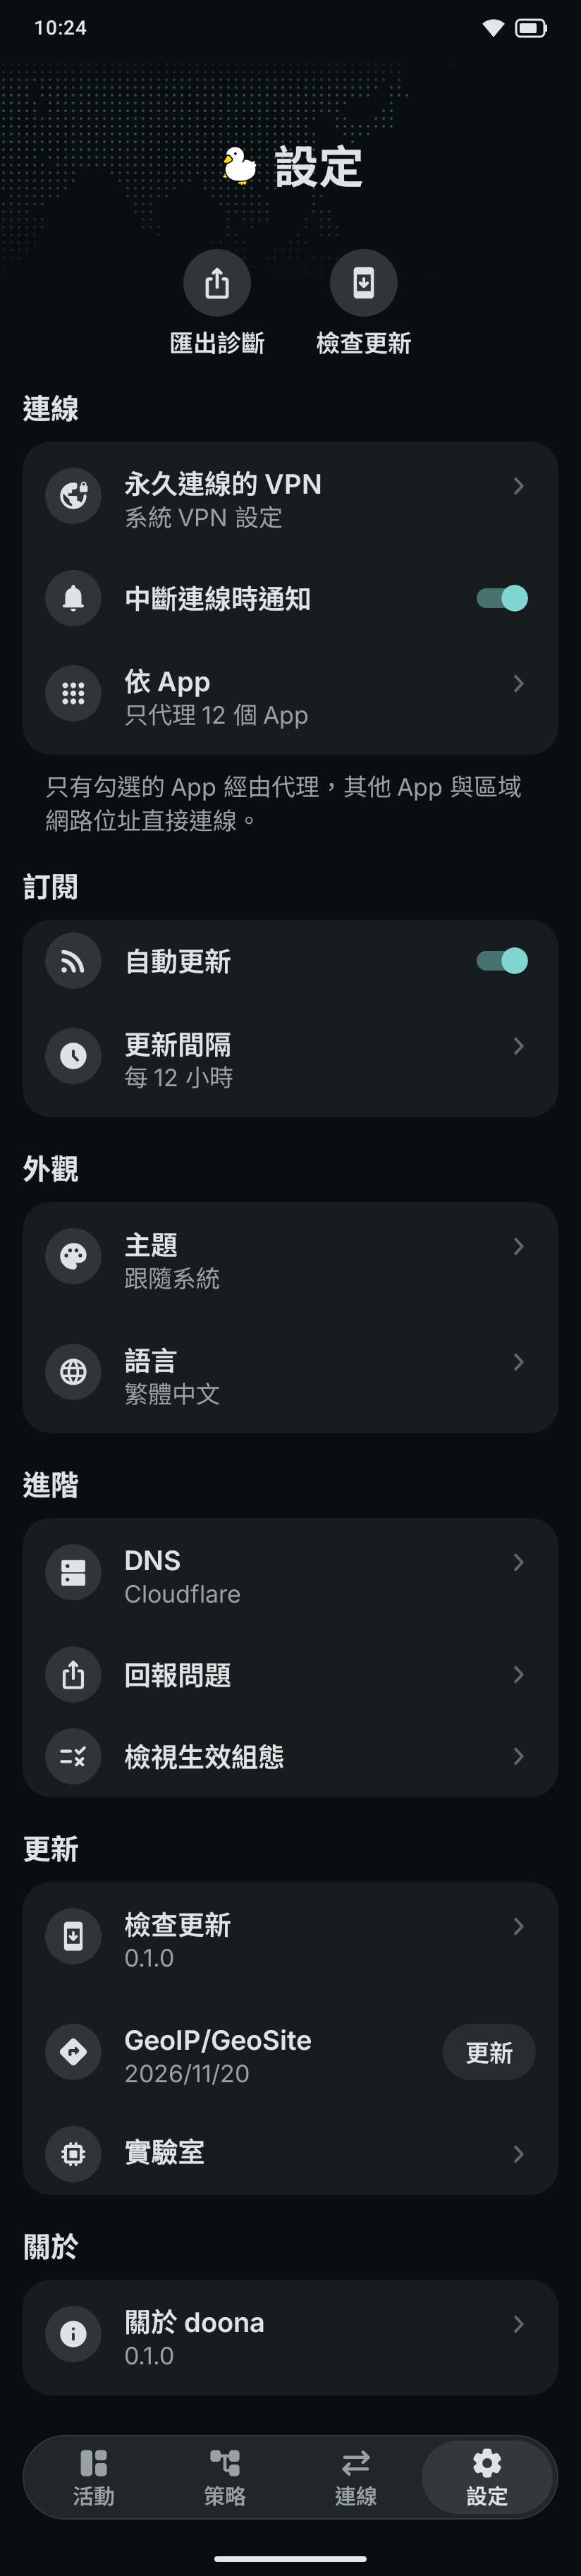 10:24
設定
匯出診斷
檢查更新
連線
永久連線的 VPN
系統 VPN 設定
中斷連線時通知
依 App
只代理 12 個 App
只有勾選的 App 經由代理，其他 App 與區域
網路位址直接連線。
訂閱
自動更新
更新間隔
每 12 小時
外觀
主題
跟隨系統
語言
繁體中文
進階
DNS
Cloudflare
回報問題
檢視生效組態
更新
檢查更新
0.1.0
GeoIP/GeoSite
2026/11/20
更新
實驗室
關於
關於 doona
0.1.0
活動
策略
連線
設定